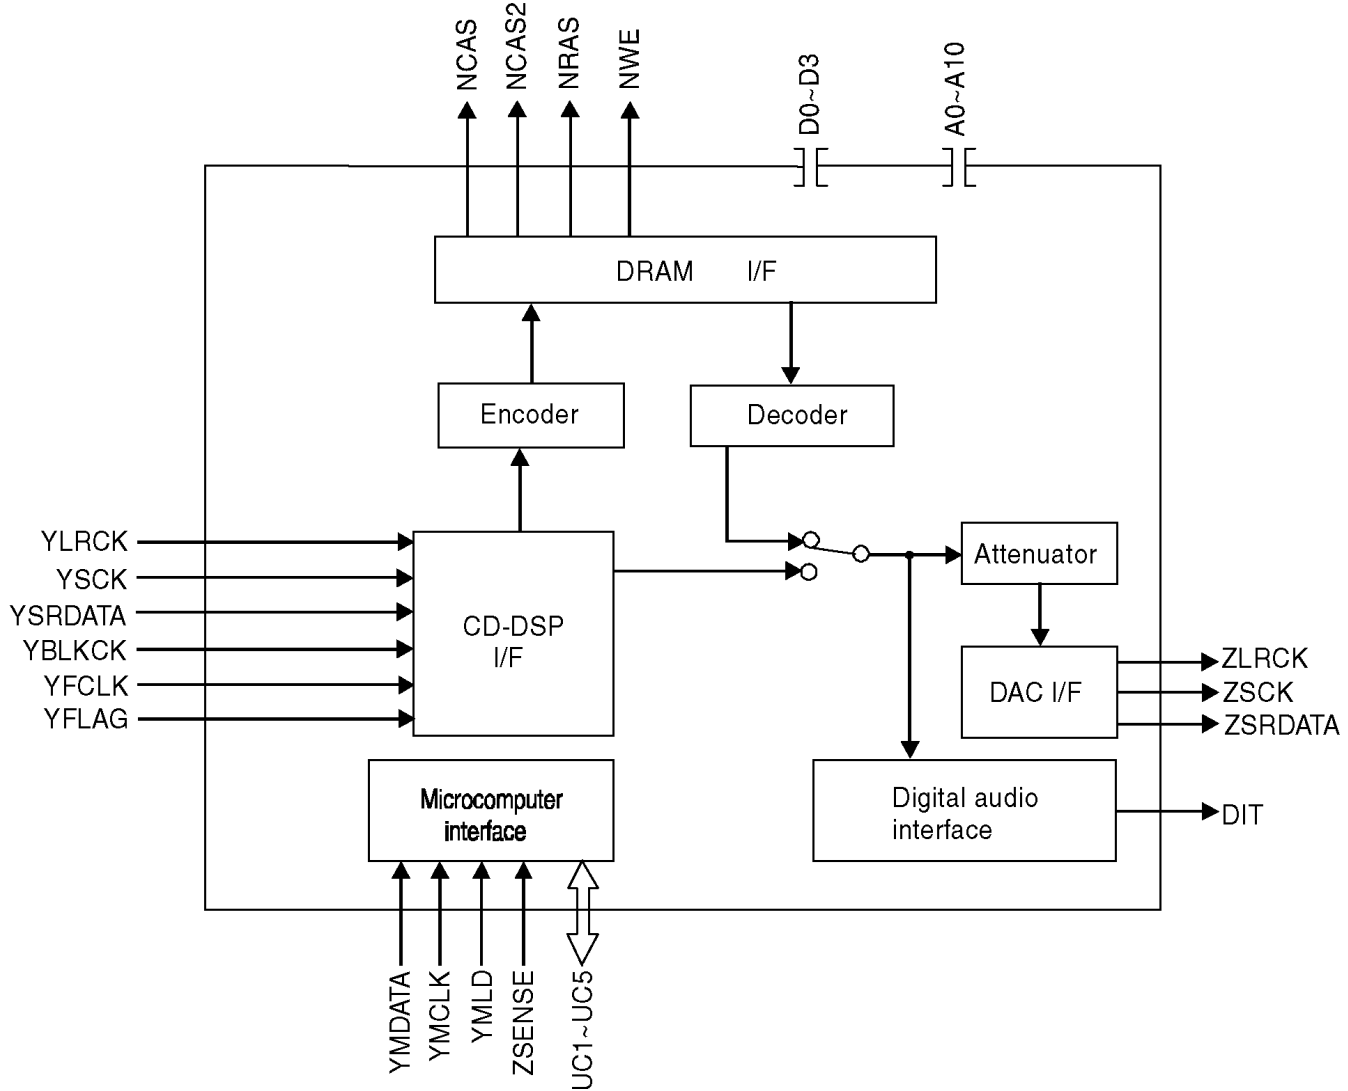 NCAS
NCAS2
NRAS
NWE
D0~D3
A0~A10
DRAM I/F
Encoder
Decoder
YLRCK
YSCK
YSRDATA
YBLKCK
YFCLK
YFLAG
CD-DSP
I/F
Attenuator
DAC I/F
ZLRCK
ZSCK
ZSRDATA
Microcomputer
interface
Digital audio
interface
DIT
YMDATA
YMCLK
YMLD
ZSENSE
UC1~UC5